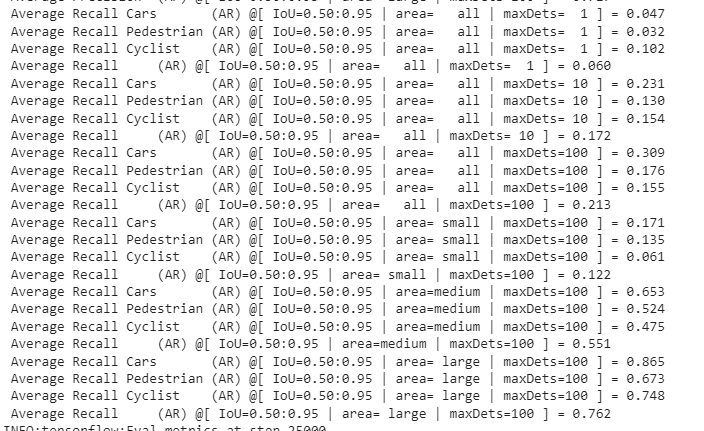 Average Recall Cars (AR) @[ IoU=0.50:0.95 | area= all | maxDets= 1 ] = 0.047
Average Recall Pedestrian (AR) @[ IoU=0.50:0.95 | area= all | maxDets= 1 ] = 0.032
Average Recall Cyclist (AR) @[ IoU=0.50:0.95 | area= all | maxDets= 1 ] = 0.102
Average Recall (AR) @[ IoU=0.50:0.95 | area= all | maxDets= 1 ] = 0.060
Average Recall Cars (AR) @[ IoU=0.50:0.95 | area= all | maxDets= 10 ] = 0.231
Average Recall Pedestrian (AR) @[ IoU=0.50:0.95 | area= all | maxDets= 10 ] = 0.130
Average Recall Cyclist (AR) @[ IoU=0.50:0.95 | area= all | maxDets= 10 ] = 0.154
Average Recall (AR) @[ IoU=0.50:0.95 | area= all | maxDets= 10 ] = 0.172
Average Recall Cars (AR) @[ IoU=0.50:0.95 | area= all | maxDets=100 ] = 0.309
Average Recall Pedestrian (AR) @[ IoU=0.50:0.95 | area= all | maxDets=100 ] = 0.176
Average Recall Cyclist (AR) @[ IoU=0.50:0.95 | area= all | maxDets=100 ] = 0.155
Average Recall (AR) @[ IoU=0.50:0.95 | area= all | maxDets=100 ] = 0.213
Average Recall Cars (AR) @[ IoU=0.50:0.95 | area= small | maxDets=100 ] = 0.171
Average Recall Pedestrian (AR) @[ IoU=0.50:0.95 | area= small | maxDets=100 ] = 0.135
Average Recall Cyclist (AR) @[ IoU=0.50:0.95 | area= small | maxDets=100 ] = 0.061
Average Recall (AR) @[ IoU=0.50:0.95 | area= small | maxDets=100 ] = 0.122
Average Recall Cars (AR) @[ IoU=0.50:0.95 | area=medium | maxDets=100 ] = 0.653
Average Recall Pedestrian (AR) @[ IoU=0.50:0.95 | area=medium | maxDets=100 ] = 0.524
Average Recall Cyclist (AR) @[ IoU=0.50:0.95 | area=medium | maxDets=100 ] = 0.475
Average Recall (AR) @[ IoU=0.50:0.95 | area=medium | maxDets=100 ] = 0.551
Average Recall Cars (AR) @[ IoU=0.50:0.95 | area= large | maxDets=100 ] = 0.865
Average Recall Pedestrian (AR) @[ IoU=0.50:0.95 | area= large | maxDets=100 ] = 0.673
Average Recall Cyclist (AR) @[ IoU=0.50:0.95 | area= large | maxDets=100 ] = 0.748
Average Recall (AR) @[ IoU=0.50:0.95 | area= large | maxDets=100 ] = 0.762
INFO:tensorflow:Eval metrics at step 25000